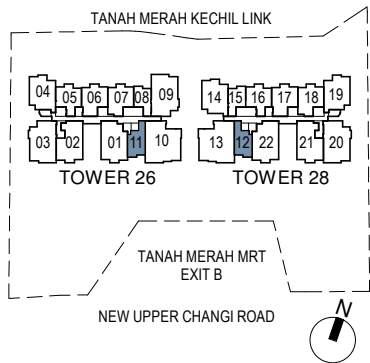 TANAH MERAH KECHIL LINK
04 05 06 07 08 09 14 15 16 17 18 19
03 02 01 11 10 13 12 22 21 20
TOWER 26 TOWER 28
TANAH MERAH MRT
EXIT B
NEW UPPER CHANGI ROAD
N